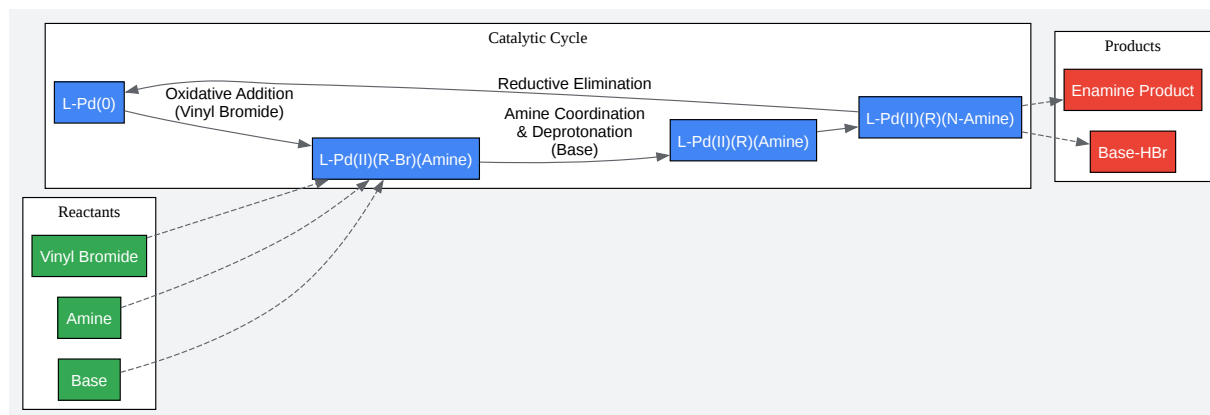 Catalytic Cycle
Products
Reductive Elimination
L-Pd(0)
Oxidative Addition
(Vinyl Bromide)
Amine Coordination
& Deprotonation
(Base)
L-Pd(II)(R-Br)(Amine)
L-Pd(II)(R)(Amine)
L-Pd(II)(R)(N-Amine)
Enamine Product
Base-HBr
Reactants
Vinyl Bromide
Amine
Base